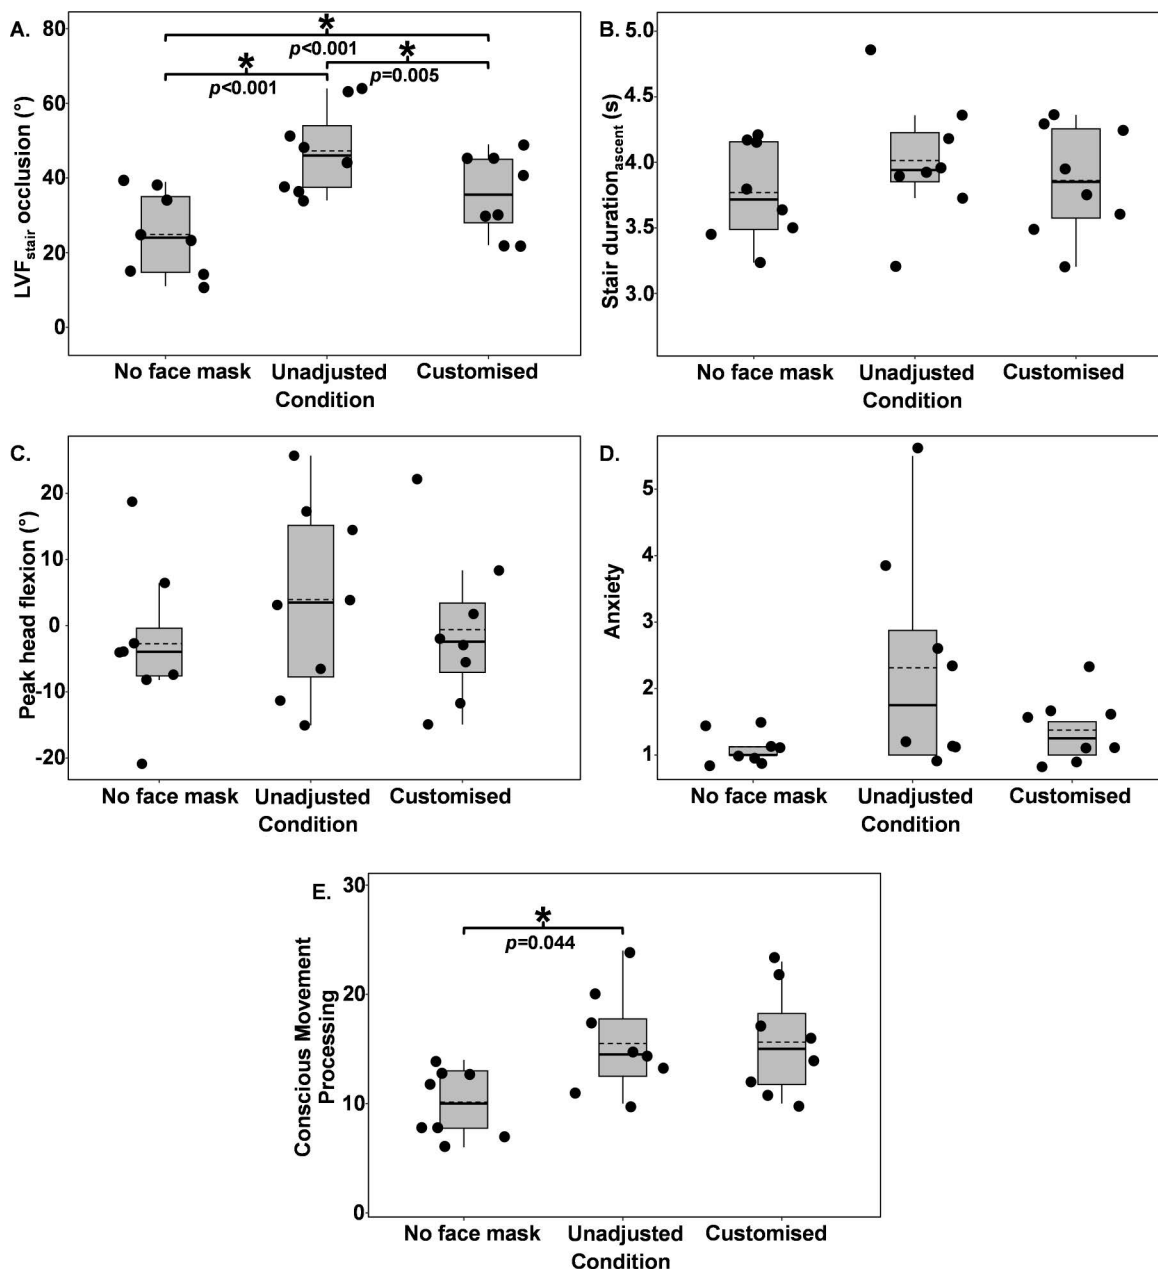 A.
LVFstair occlusion (°)
80
60
40
20
0
*
p<0.001
*
p<0.001
*
p=0.005
No face mask Unadjusted Customised
Condition
B.
Stair durationascent (s)
5.0
4.5
4.0
3.5
3.0
No face mask Unadjusted Customised
Condition
C.
Peak head flexion (°)
20
10
0
-10
-20
No face mask Unadjusted Customised
Condition
D.
Anxiety
5
4
3
2
1
No face mask Unadjusted Customised
Condition
E.
Conscious Movement
Processing
30
20
10
0
*
p=0.044
No face mask Unadjusted Customised
Condition